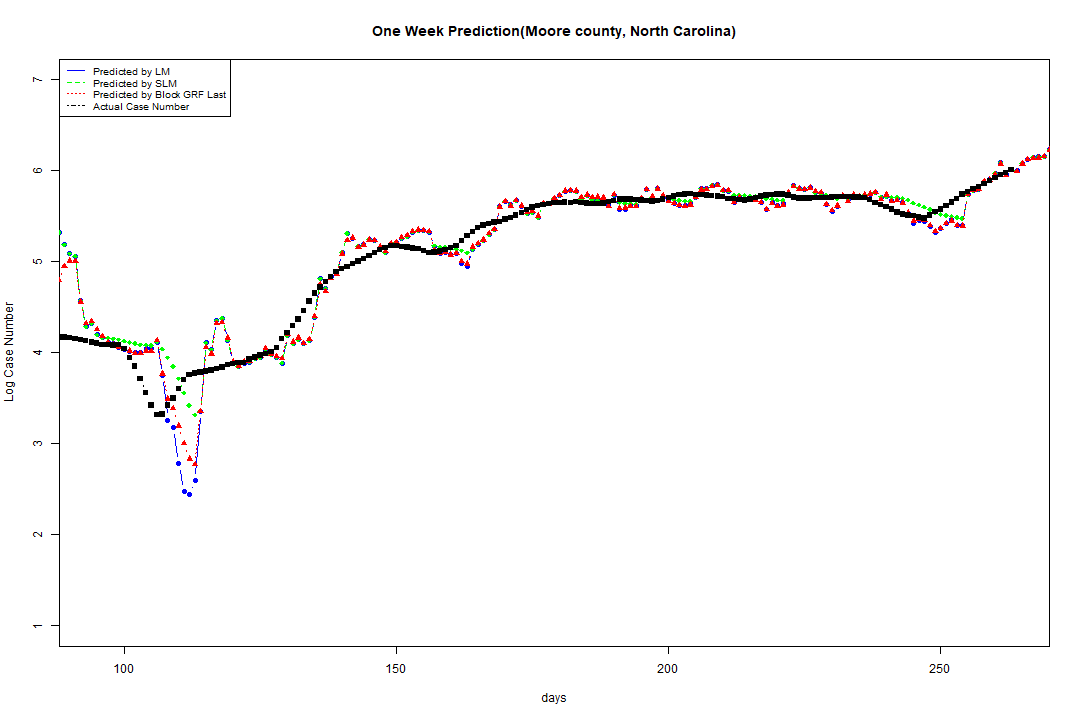 One Week Prediction(Moore county, North Carolina)
Predicted by LM
Predicted by SLM
Predicted by Block GRF Last
Actual Case Number
7
6
5
4
3
2
1
Log Case Number
100 150 200 250
days